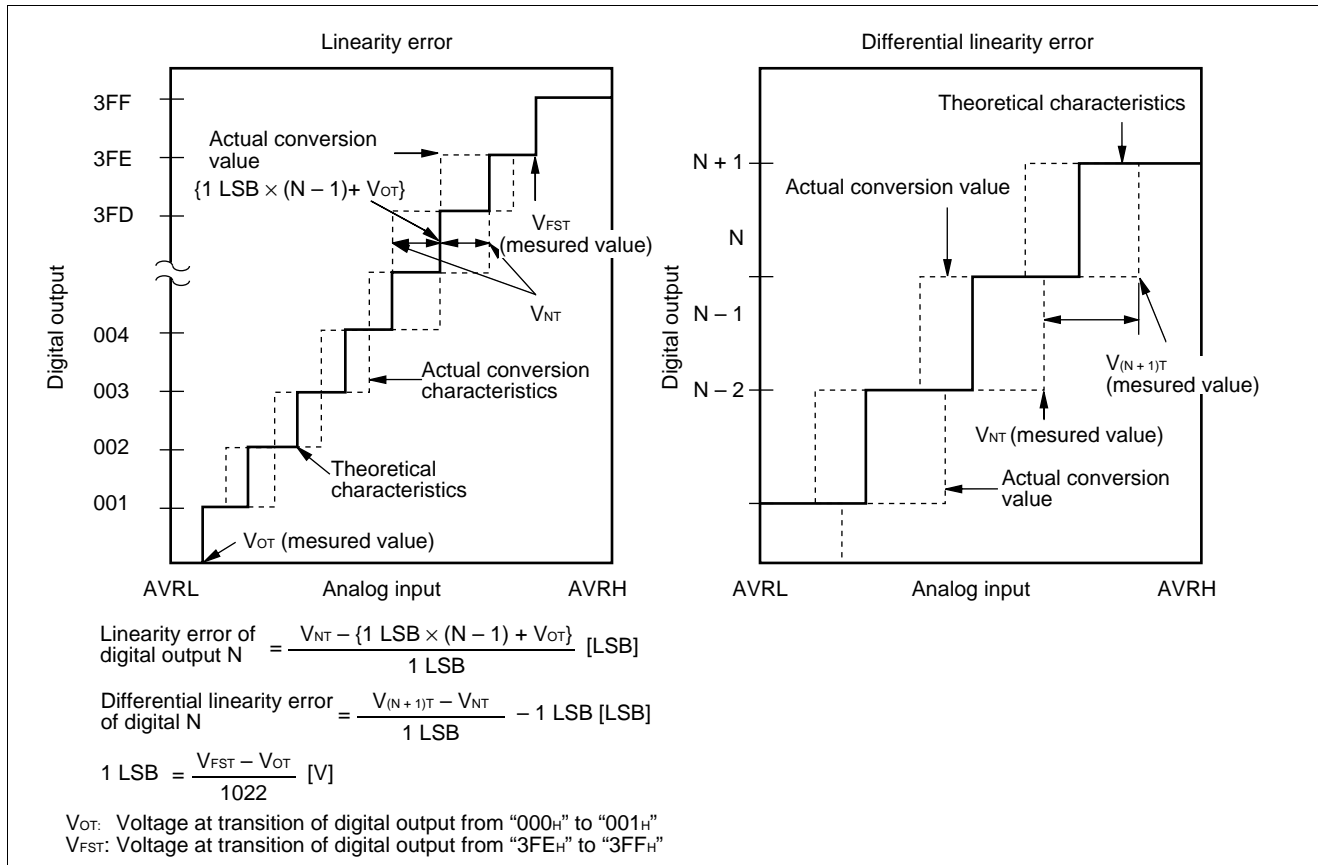 Linearity error
3FF
3FE
3FD
004
003
002
001
Digital output
Actual conversion
value
{1 LSB × (N – 1)+ VOT}
VFST
(mesured value)
VNT
Actual conversion
characteristics
Theoretical
characteristics
VOT (mesured value)
AVRL
Analog input
AVRH
Differential linearity error
Theoretical characteristics
N + 1
Actual conversion value
N
N – 1
N – 2
Digital output
V(N + 1)T
(mesured value)
VNT (mesured value)
Actual conversion
value
AVRL
Analog input
AVRH
Linearity error of
digital output N
= VNT – {1 LSB × (N – 1) + VOT}
1 LSB
[LSB]
Differential linearity error
of digital N
= V(N + 1)T – VNT
1 LSB
– 1 LSB [LSB]
1 LSB = VFST – VOT
1022
[V]
VOT: Voltage at transition of digital output from “000H” to “001H”
VFST: Voltage at transition of digital output from “3FEH” to “3FFH”